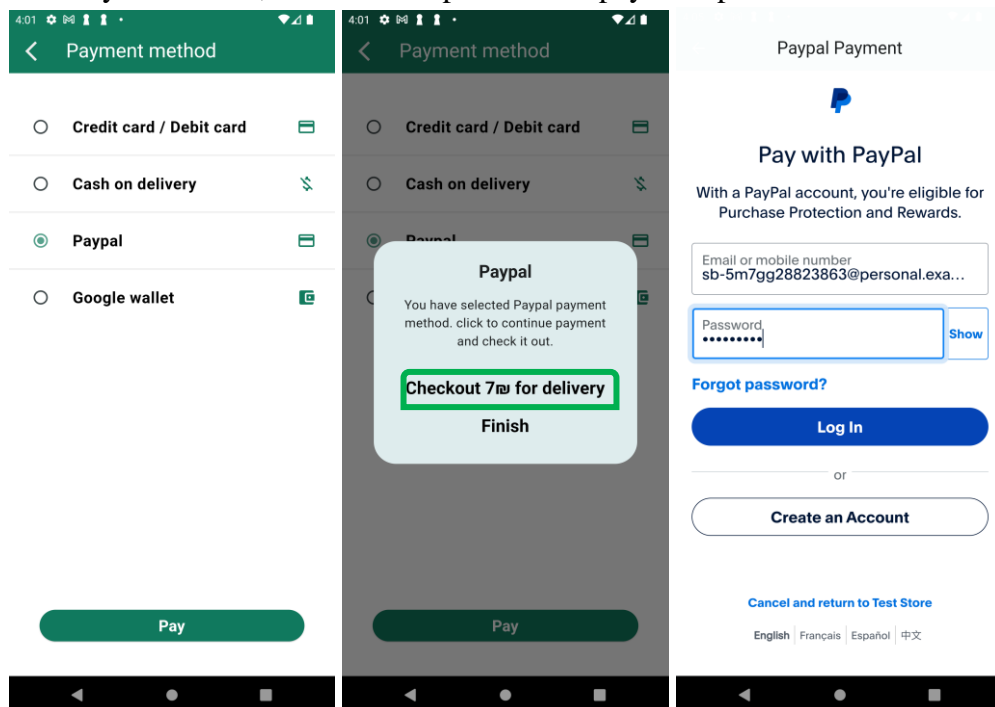 4:01
Payment method
Credit card / Debit card
Cash on delivery
Paypal
Google wallet
Pay
4:01
Payment method
Credit card / Debit card
Cash on delivery
Paypal
Paypal
You have selected Paypal payment
method. click to continue payment
and check it out.
Checkout 7₪ for delivery
Finish
Pay
Paypal Payment
Pay with PayPal
With a PayPal account, you're eligible for
Purchase Protection and Rewards.
Email or mobile number
sb-5m7gg28823863@personal.exa...
Password
•••••••••
Show
Forgot password?
Log In
or
Create an Account
Cancel and return to Test Store
English Français Español 中文